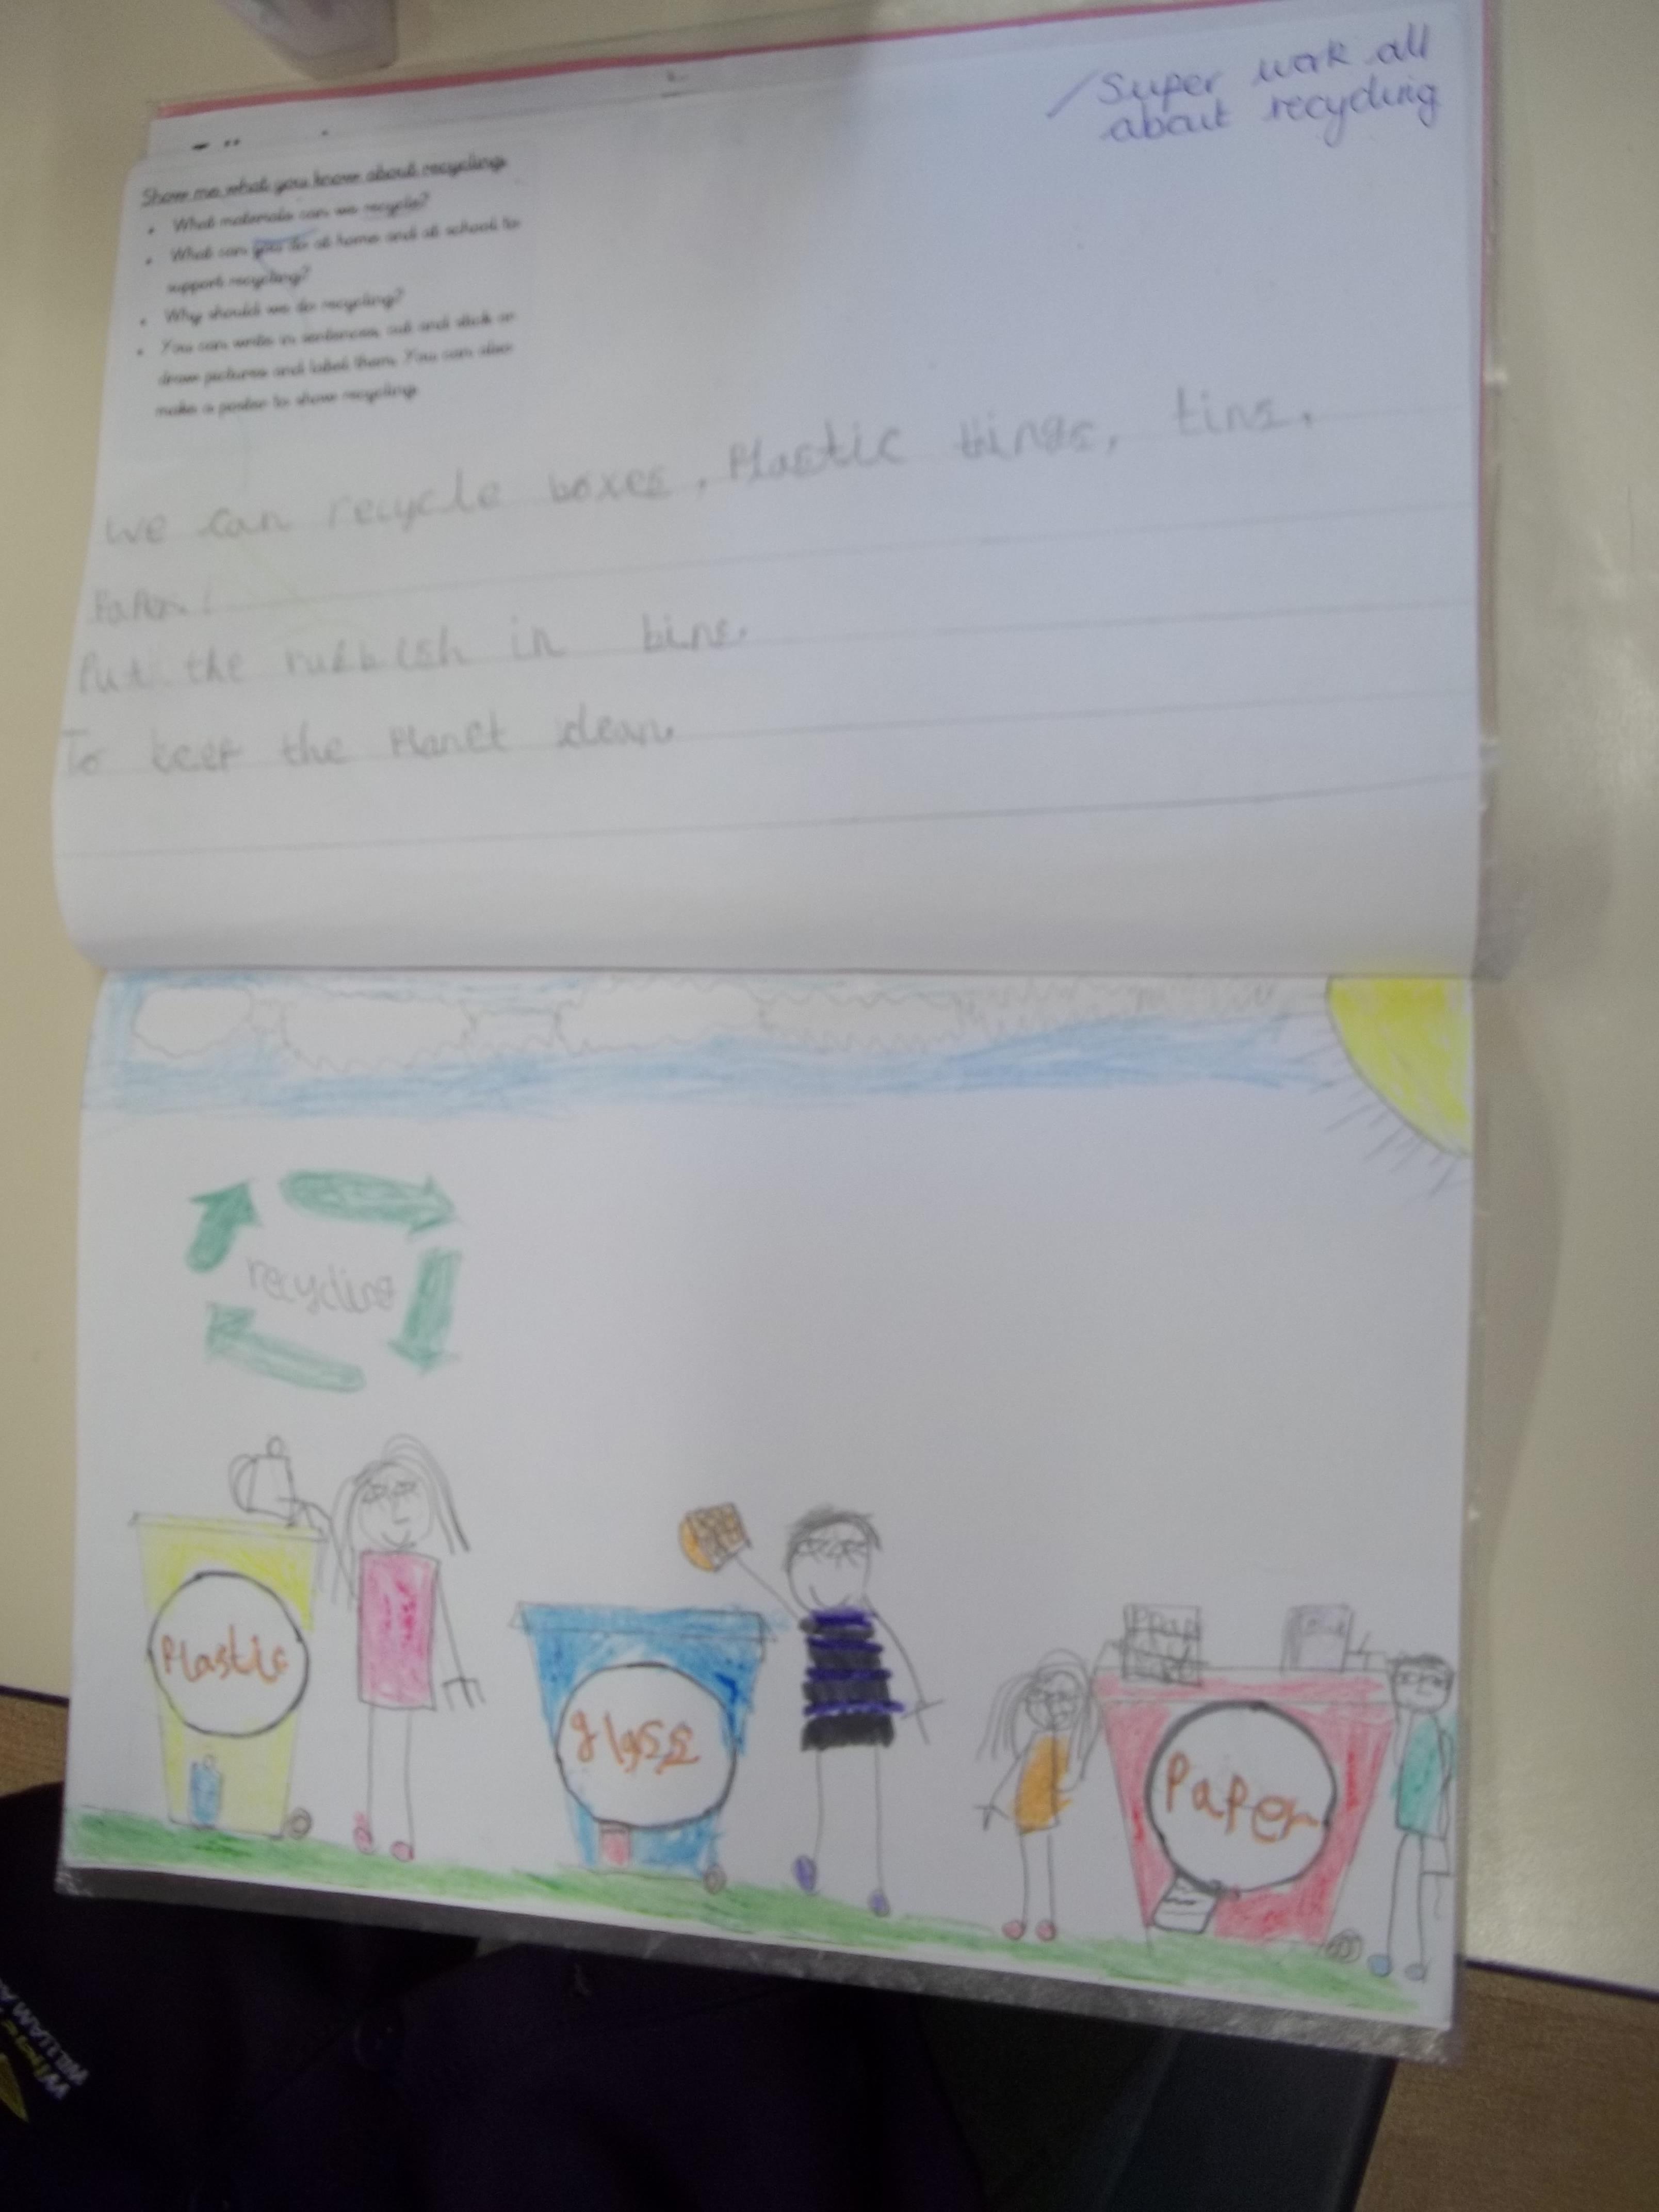 Super work all
about recycling
Show me what you know about recycling
What materials can we recycle?
What can you do at home and at school to
support recycling?
Why should we do recycling?
You can write in sentences, cut and stick or
draw pictures and label them. You can also
make a poster to show recycling
We can recycle boxes, Plastic things, tins,
Paper.
Put the rubbish in bins.
To keep the Planet clean
recycling
Plastic
glass
Paper
WILLIAM